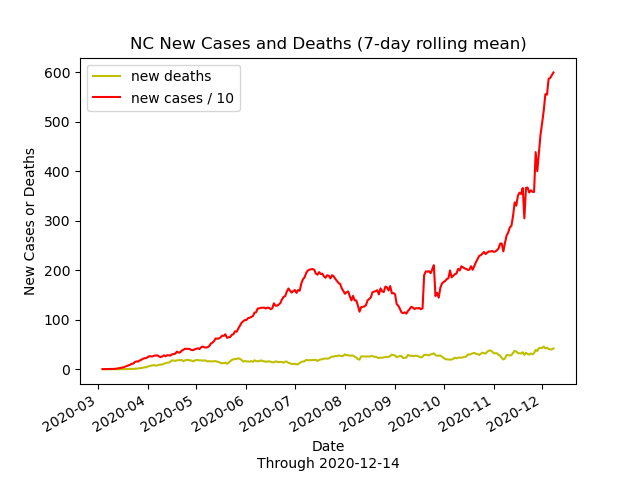 NC New Cases and Deaths (7-day rolling mean)
new deaths
new cases / 10
New Cases or Deaths
600
500
400
300
200
100
0
2020-03
2020-04
2020-05
2020-06
2020-07
2020-08
2020-09
2020-10
2020-11
2020-12
Date
Through 2020-12-14